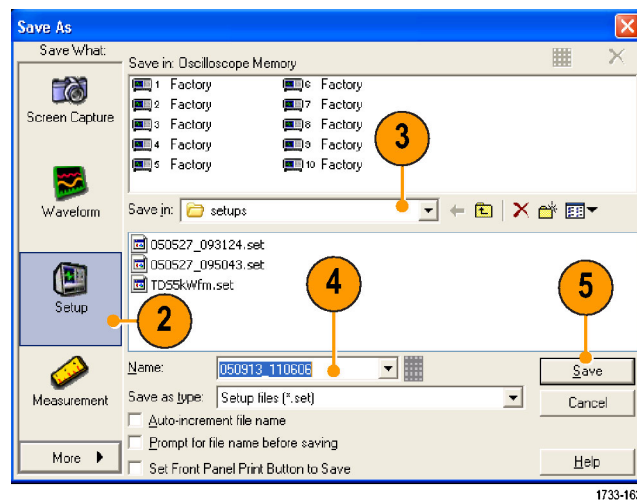 Save As
Save What:
Save in: Oscilloscope Memory
1 Factory
6 Factory
2 Factory
7 Factory
3 Factory
8 Factory
4 Factory
9 Factory
5 Factory
10 Factory
Screen Capture
3
Waveform
Save in: setups
050527_093124.set
050527_095043.set
TDS5kWfm.set
Setup
2
4
5
Name: 050913_110606
Save
Measurement
Save as type: Setup files (*.set)
Cancel
Auto-increment file name
Prompt for file name before saving
More
Set Front Panel Print Button to Save
Help